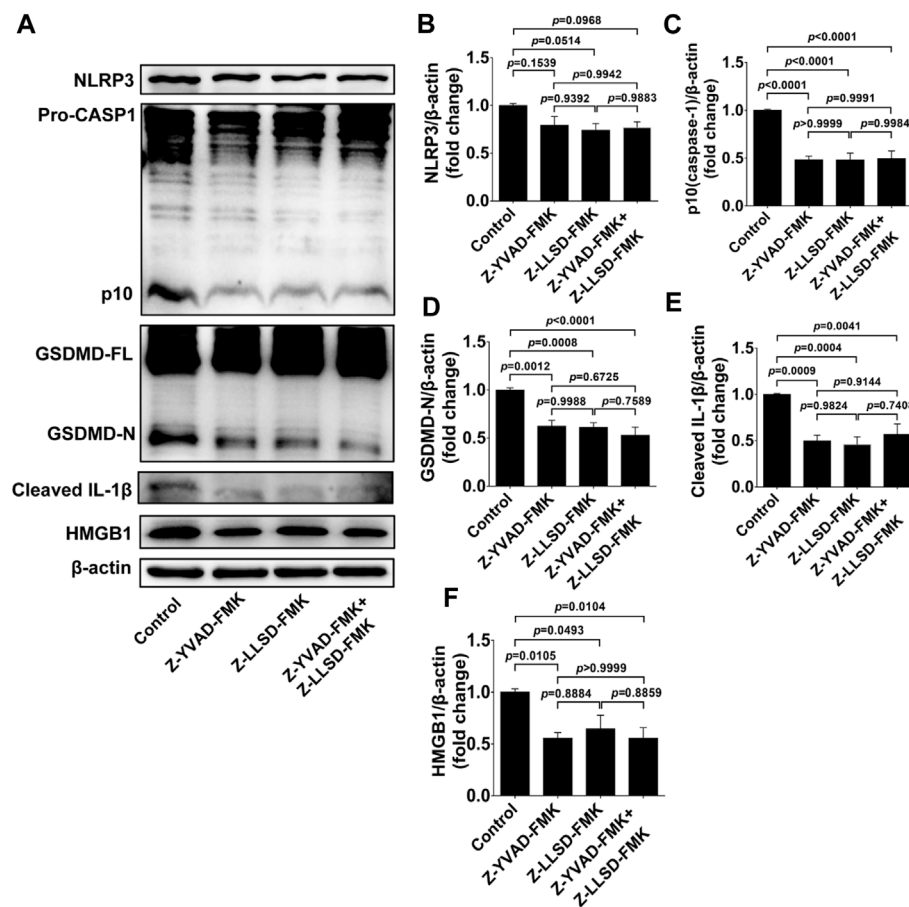 A
NLRP3
Pro-CASP1
p10
GSDMD-FL
GSDMD-N
Cleaved IL-1β
HMGB1
β-actin
Control
Z-YVAD-FMK
Z-LLSD-FMK
Z-YVAD-FMK+
Z-LLSD-FMK
B
p=0.0968
p=0.0514
p=0.1539
p=0.9942
p=0.9392
p=0.9883
NLRP3/β-actin
(fold change)
1.5
1.0
0.5
0.0
Control
Z-YVAD-FMK
Z-LLSD-FMK
Z-YVAD-FMK+
Z-LLSD-FMK
C
p<0.0001
p<0.0001
p<0.0001
p=0.9991
p>0.9999
p=0.9984
p10(caspase-1)/β-actin
(fold change)
1.5
1.0
0.5
0.0
Control
Z-YVAD-FMK
Z-LLSD-FMK
Z-YVAD-FMK+
Z-LLSD-FMK
D
p<0.0001
p=0.0008
p=0.0012
p=0.6725
p=0.9988
p=0.7589
GSDMD-N/β-actin
(fold change)
1.5
1.0
0.5
0.0
Control
Z-YVAD-FMK
Z-LLSD-FMK
Z-YVAD-FMK+
Z-LLSD-FMK
E
p=0.0041
p=0.0004
p=0.0009
p=0.9144
p=0.9824
p=0.7408
Cleaved IL-1β/β-actin
(fold change)
1.5
1.0
0.5
0.0
Control
Z-YVAD-FMK
Z-LLSD-FMK
Z-YVAD-FMK+
Z-LLSD-FMK
F
p=0.0104
p=0.0493
p=0.0105
p>0.9999
p=0.8884
p=0.8859
HMGB1/β-actin
(fold change)
1.5
1.0
0.5
0.0
Control
Z-YVAD-FMK
Z-LLSD-FMK
Z-YVAD-FMK+
Z-LLSD-FMK